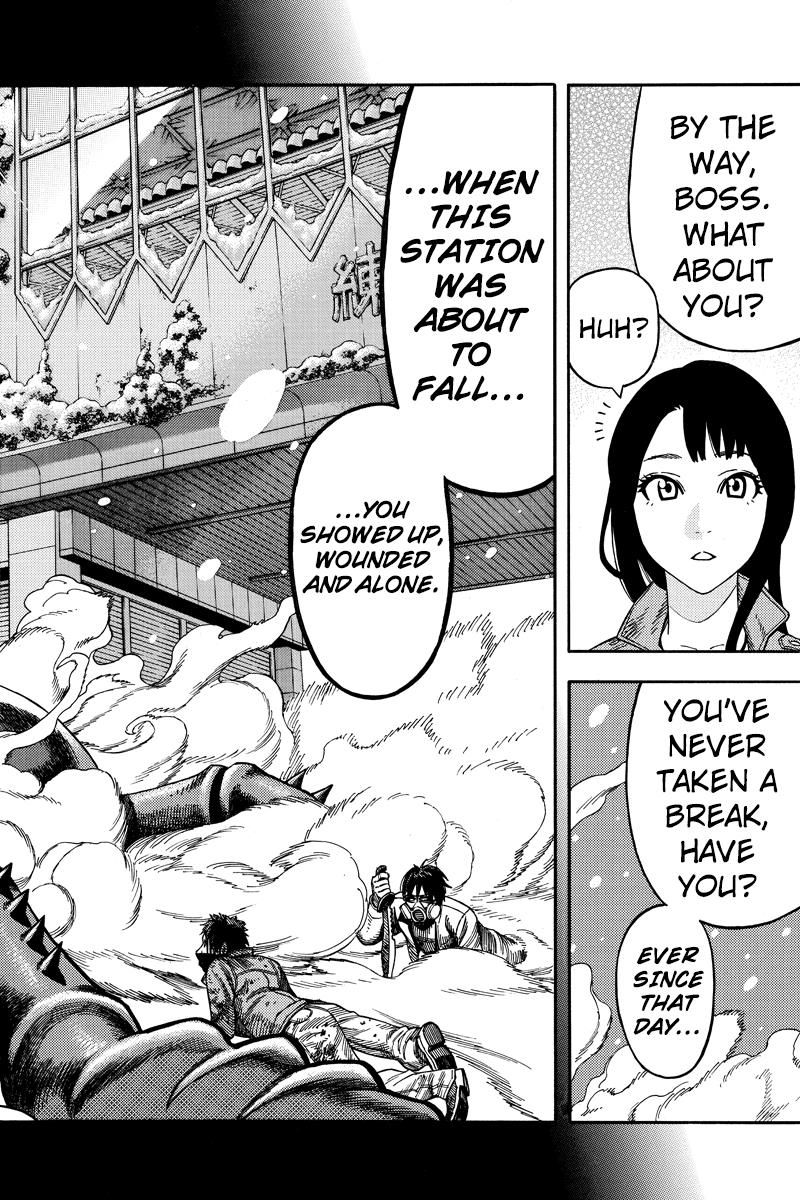 BY THE
WAY,
BOSS.
WHAT
ABOUT
YOU?
HUH?
YOU'VE
NEVER
TAKEN A
BREAK,
HAVE
YOU?
EVER
SINCE
THAT
DAY...
...WHEN
THIS
STATION
WAS
ABOUT
TO
FALL...
練
...YOU
SHOWED UP,
WOUNDED
AND ALONE.